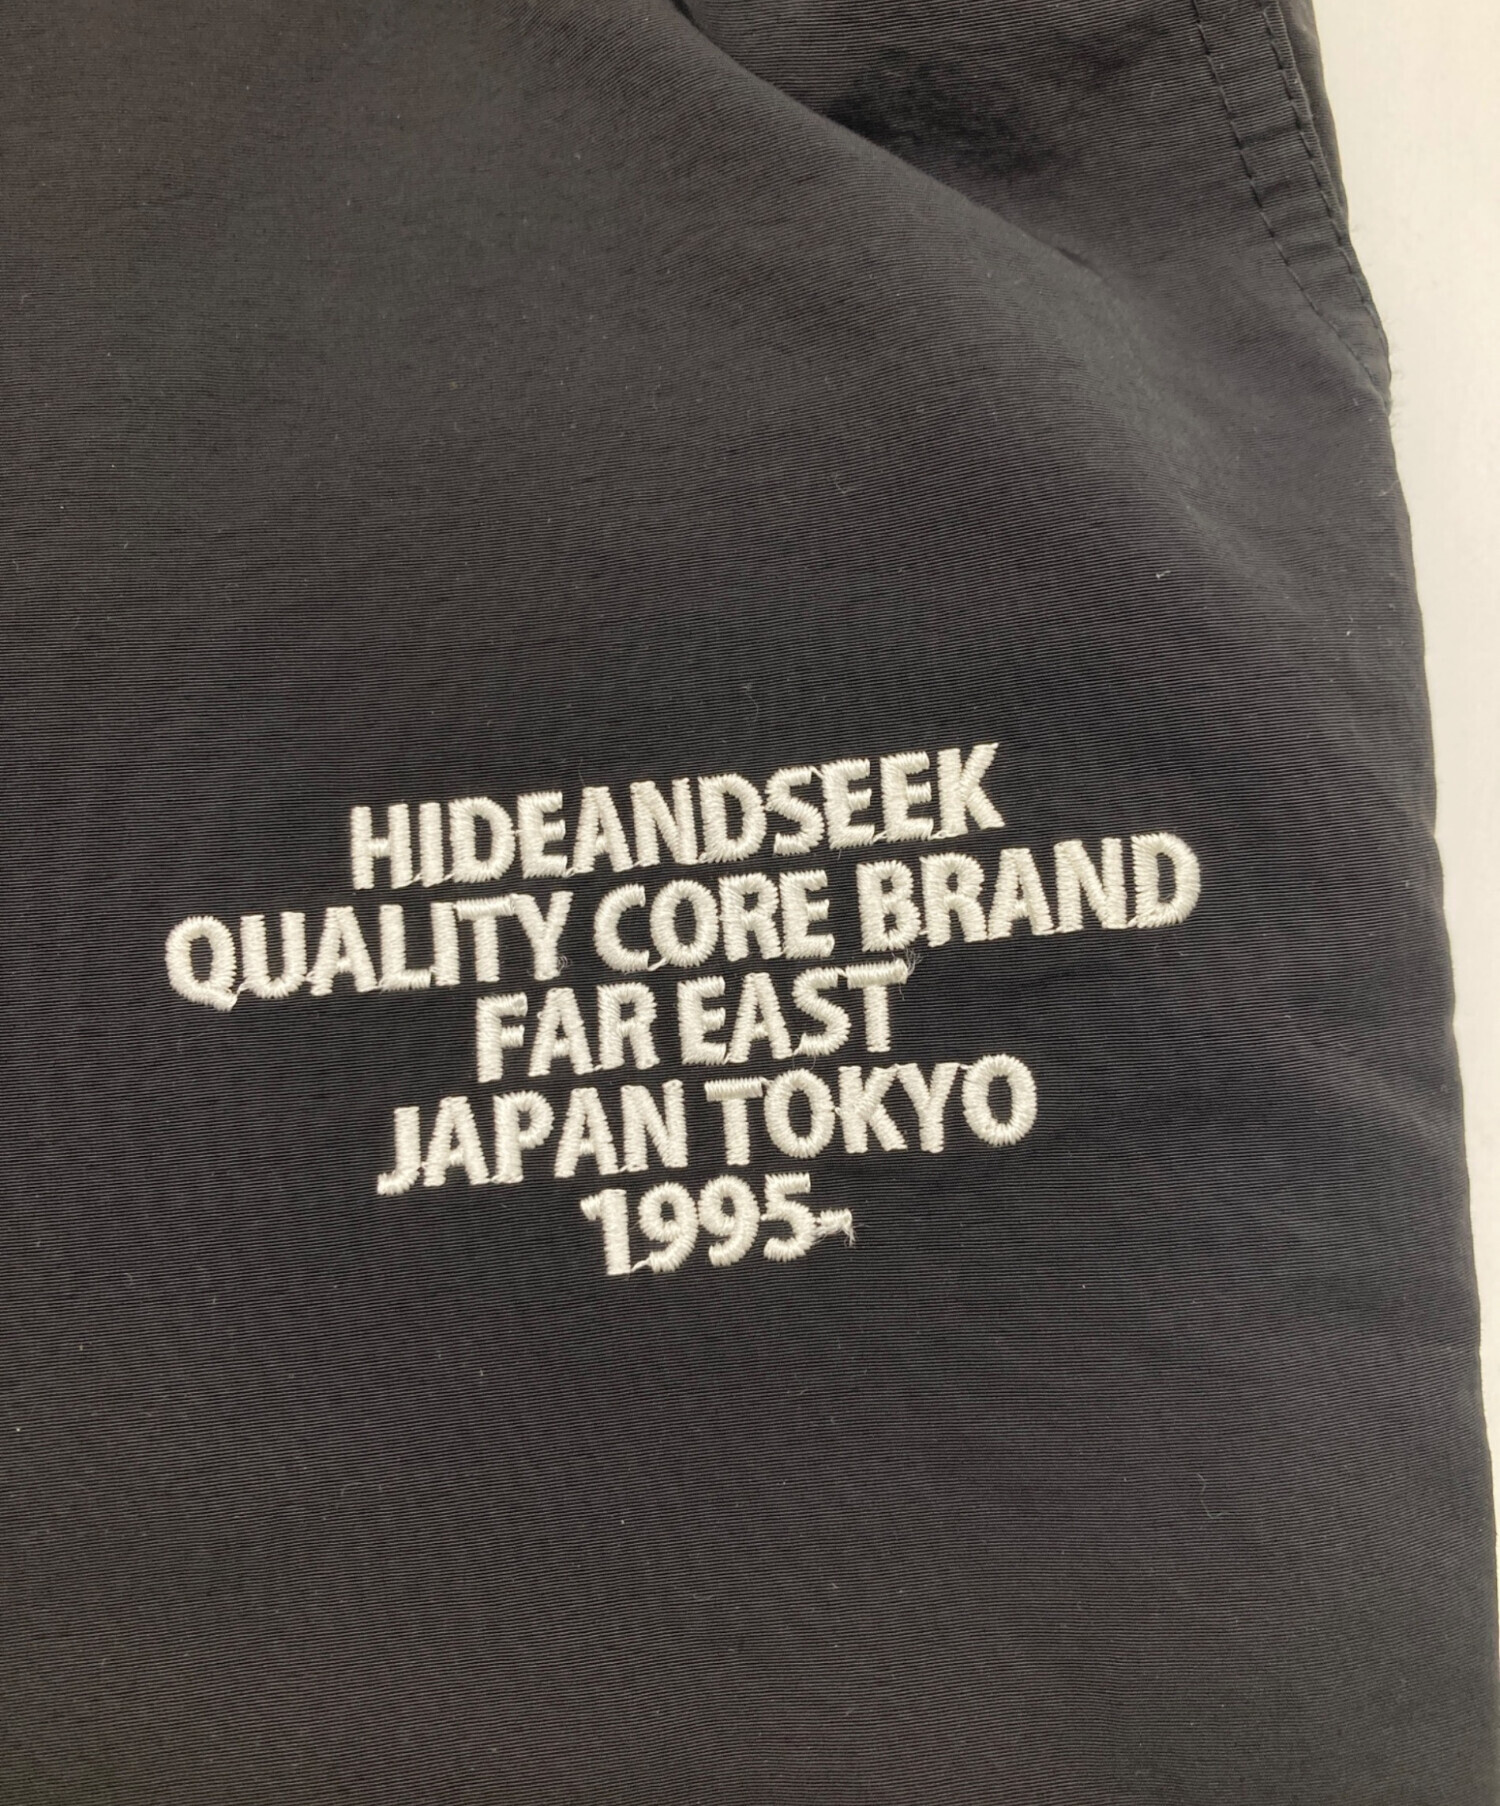 HIDEANDSEEK
QUALITY CORE BRAND
FAR EAST
JAPAN TOKYO
1995-